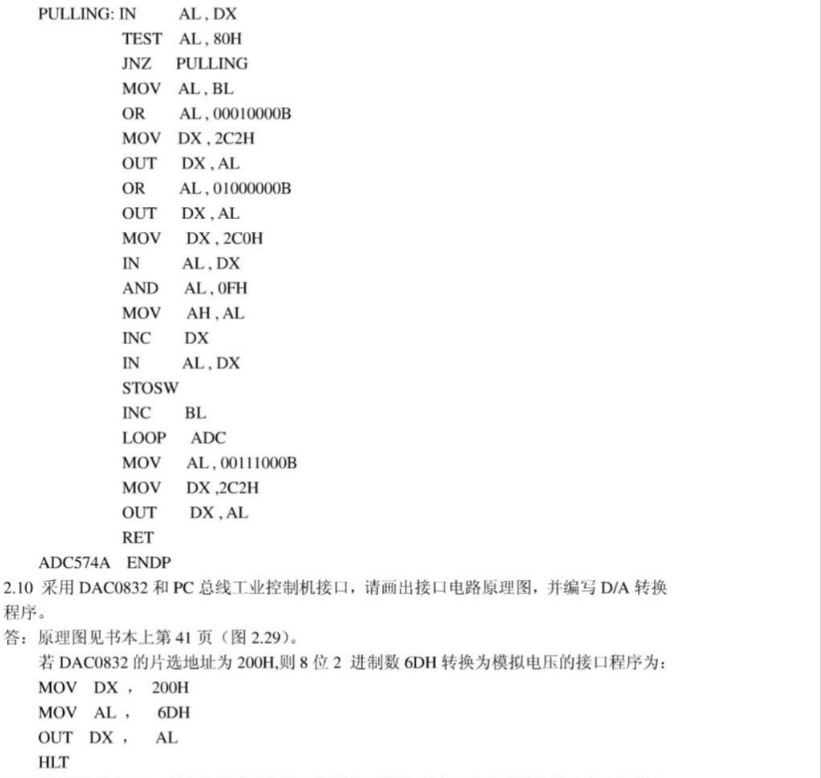 PULLING: IN AL , DX
TEST AL , 80H
JNZ PULLING
MOV AL , BL
OR AL , 00010000B
MOV DX , 2C2H
OUT DX , AL
OR AL , 01000000B
OUT DX , AL
MOV DX , 2C0H
IN AL , DX
AND AL , 0FH
MOV AH , AL
INC DX
IN AL , DX
STOSW
INC BL
LOOP ADC
MOV AL , 00111000B
MOV DX ,2C2H
OUT DX , AL
RET
ADC574A ENDP
2.10 采用 DAC0832 和 PC 总线工业控制机接口，请画出接口电路原理图，并编写 D/A 转换
程序。
答：原理图见书本上第 41 页（图 2.29）。
若 DAC0832 的片选地址为 200H,则 8 位 2 进制数 6DH 转换为模拟电压的接口程序为：
MOV DX ， 200H
MOV AL ， 6DH
OUT DX ， AL
HLT